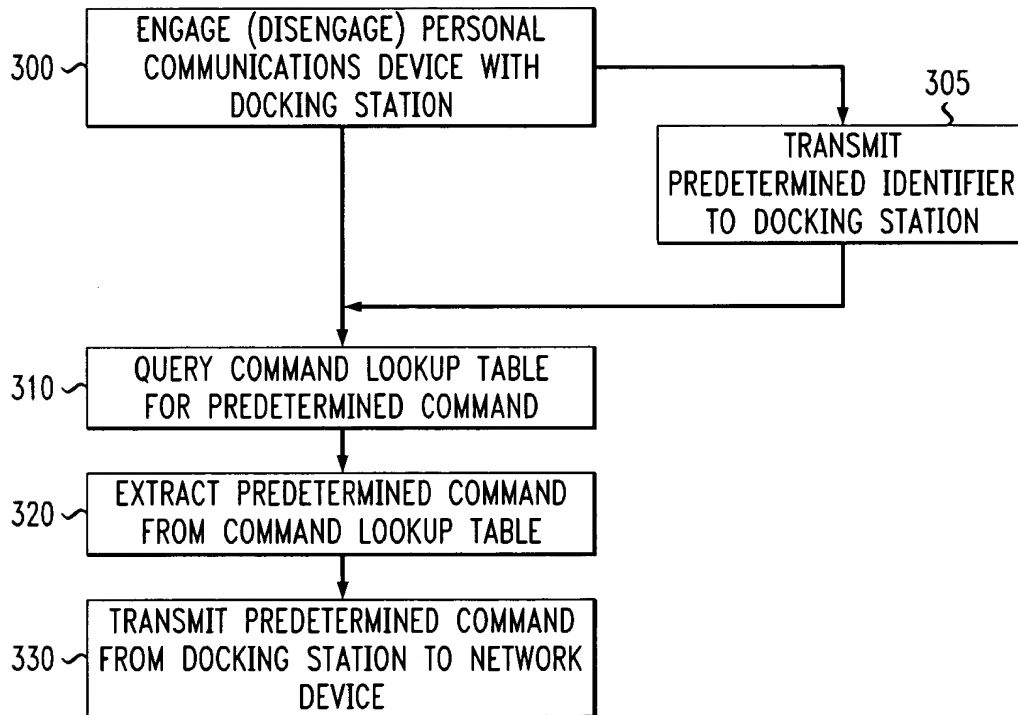 ENGAGE (DISENGAGE) PERSONAL
COMMUNICATIONS DEVICE WITH
DOCKING STATION
300
305
TRANSMIT
PREDETERMINED IDENTIFIER
TO DOCKING STATION
310
QUERY COMMAND LOOKUP TABLE
FOR PREDETERMINED COMMAND
320
EXTRACT PREDETERMINED COMMAND
FROM COMMAND LOOKUP TABLE
330
TRANSMIT PREDETERMINED COMMAND
FROM DOCKING STATION TO NETWORK
DEVICE